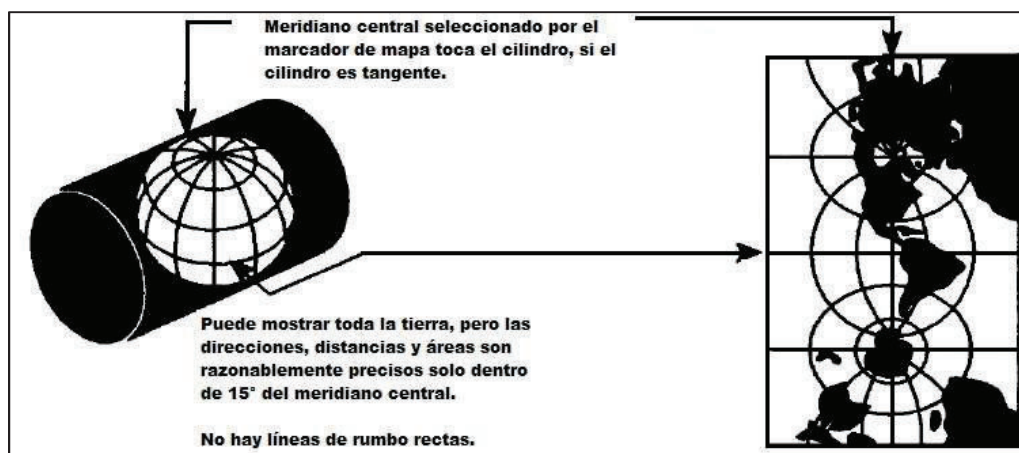 Meridiano central seleccionado por el
marcador de mapa toca el cilindro, si el
cilindro es tangente.
Puede mostrar toda la tierra, pero las
direcciones, distancias y áreas son
razonablemente precisos solo dentro
de 15° del meridiano central.
No hay líneas de rumbo rectas.